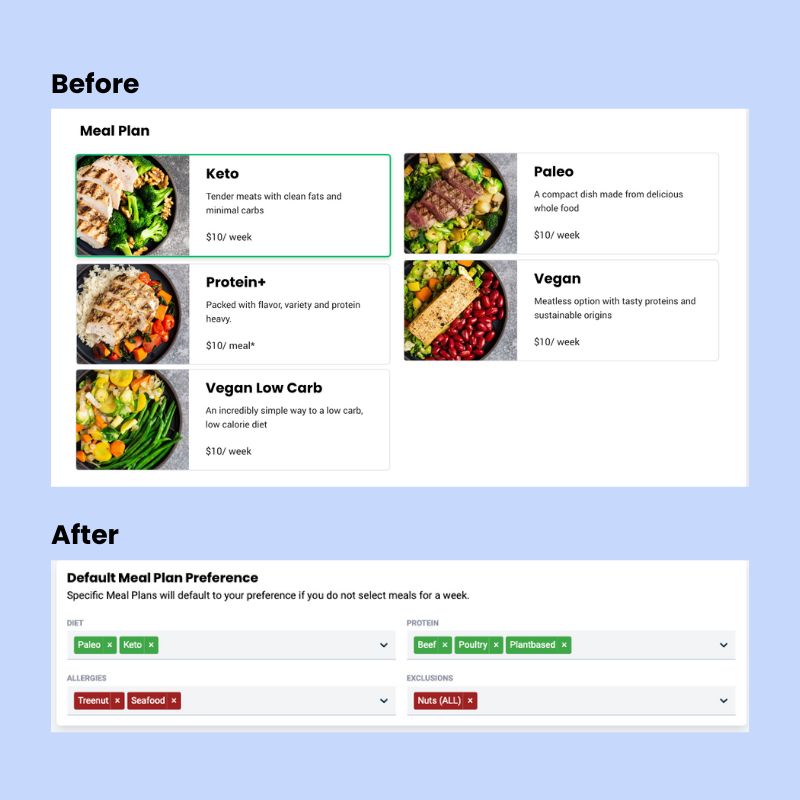 Before
Meal Plan
Keto
Tender meats with clean fats and
minimal carbs
$10/ week
Paleo
A compact dish made from delicious
whole food
$10/ week
Protein+
Packed with flavor, variety and protein
heavy.
$10/ meal*
Vegan
Meatless option with tasty proteins and
sustainable origins
$10/ week
Vegan Low Carb
An incredibly simple way to a low carb,
low calorie diet
$10/ week
After
Default Meal Plan Preference
Specific Meal Plans will default to your preference if you do not select meals for a week.
DIET
Paleo × Keto ×
PROTEIN
Beef × Poultry × Plantbased ×
ALLERGIES
Treenut × Seafood ×
EXCLUSIONS
Nuts (ALL) ×